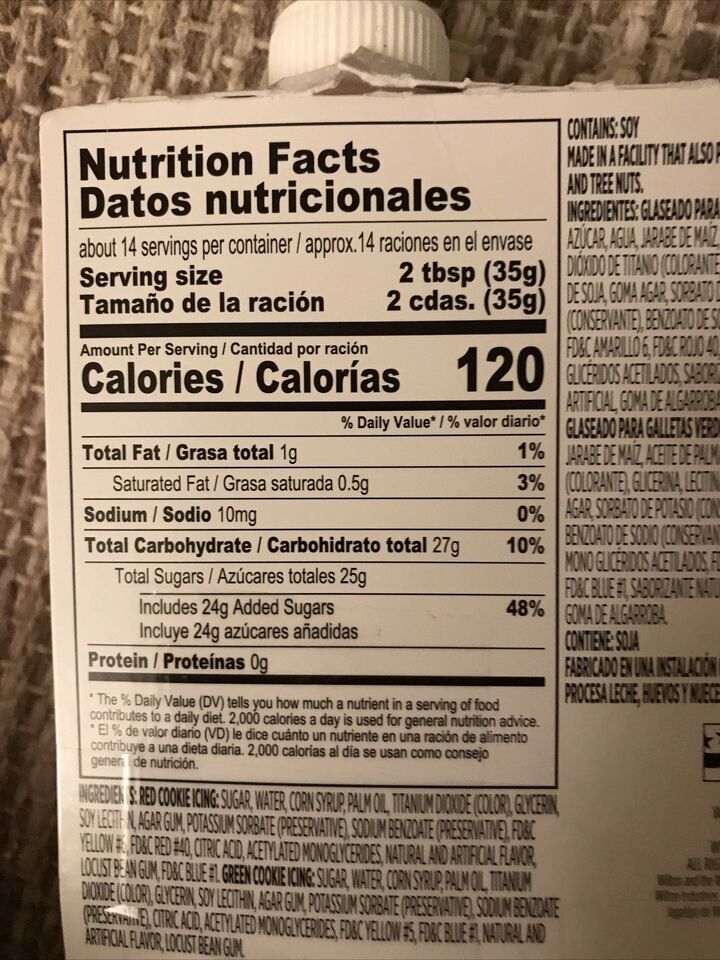 Nutrition Facts
Datos nutricionales
about 14 servings per container / approx.14 raciones en el envase
Serving size 2 tbsp (35g)
Tamaño de la ración 2 cdas. (35g)
Amount Per Serving / Cantidad por ración
Calories / Calorías 120
% Daily Value* / % valor diario*
Total Fat / Grasa total 1g 1%
Saturated Fat / Grasa saturada 0.5g 3%
Sodium / Sodio 10mg 0%
Total Carbohydrate / Carbohidrato total 27g 10%
Total Sugars / Azúcares totales 25g
Includes 24g Added Sugars 48%
Incluye 24g azúcares añadidas
Protein / Proteínas 0g
* The % Daily Value (DV) tells you how much a nutrient in a serving of food
contributes to a daily diet. 2,000 calories a day is used for general nutrition advice.
* El % de valor diario (VD) le dice cuánto un nutriente en una ración de alimento
contribuye a una dieta diaria. 2,000 calorías al día se usan como consejo
general de nutrición.
INGREDIENTS: RED COOKIE ICING: SUGAR, WATER, CORN SYRUP, PALM OIL, TITANIUM DIOXIDE (COLOR), GLYCERIN,
SOY LECITHIN, AGAR GUM, POTASSIUM SORBATE (PRESERVATIVE), SODIUM BENZOATE (PRESERVATIVE), FD&C
YELLOW #6, FD&C RED #40, CITRIC ACID, ACETYLATED MONOGLYCERIDES, NATURAL AND ARTIFICIAL FLAVOR,
LOCUST BEAN GUM, FD&C BLUE #1. GREEN COOKIE ICING: SUGAR, WATER, CORN SYRUP, PALM OIL, TITANIUM
DIOXIDE (COLOR), GLYCERIN, SOY LECITHIN, AGAR GUM, POTASSIUM SORBATE (PRESERVATIVE), SODIUM BENZOATE
(PRESERVATIVE), CITRIC ACID, ACETYLATED MONOGLYCERIDES, FD&C YELLOW #5, FD&C BLUE #1, NATURAL AND
ARTIFICIAL FLAVOR, LOCUST BEAN GUM.
CONTAINS: SOY
MADE IN A FACILITY THAT ALSO
AND TREE NUTS.
INGREDIENTES: GLASEADO PARA
AZÚCAR, AGUA, JARABE DE MAÍZ,
DIÓXIDO DE TITANIO (COLORANTE
DE SOJA, GOMA AGAR, SORBATO
(CONSERVANTE), BENZOATO DE
FD&C AMARILLO 6, FD&C ROJO 40,
GLICÉRIDOS ACETILADOS,
ARTIFICIAL, GOMA DE
GLASEADO PARA GALLETAS
JARABE DE MAÍZ, ACEITE DE
(COLORANTE), GLICERINA,
AGAR, SORBATO DE POTASIO
BENZOATO DE SODIO
MONO GLICÉRIDOS ACETILADOS,
FD&C BLUE #1, SABORIZANTE
GOMA DE ALGARROBA.
CONTIENE: SOJA
FABRICADO EN UNA INSTALACIÓN
PROCESA LECHE, HUEVOS Y